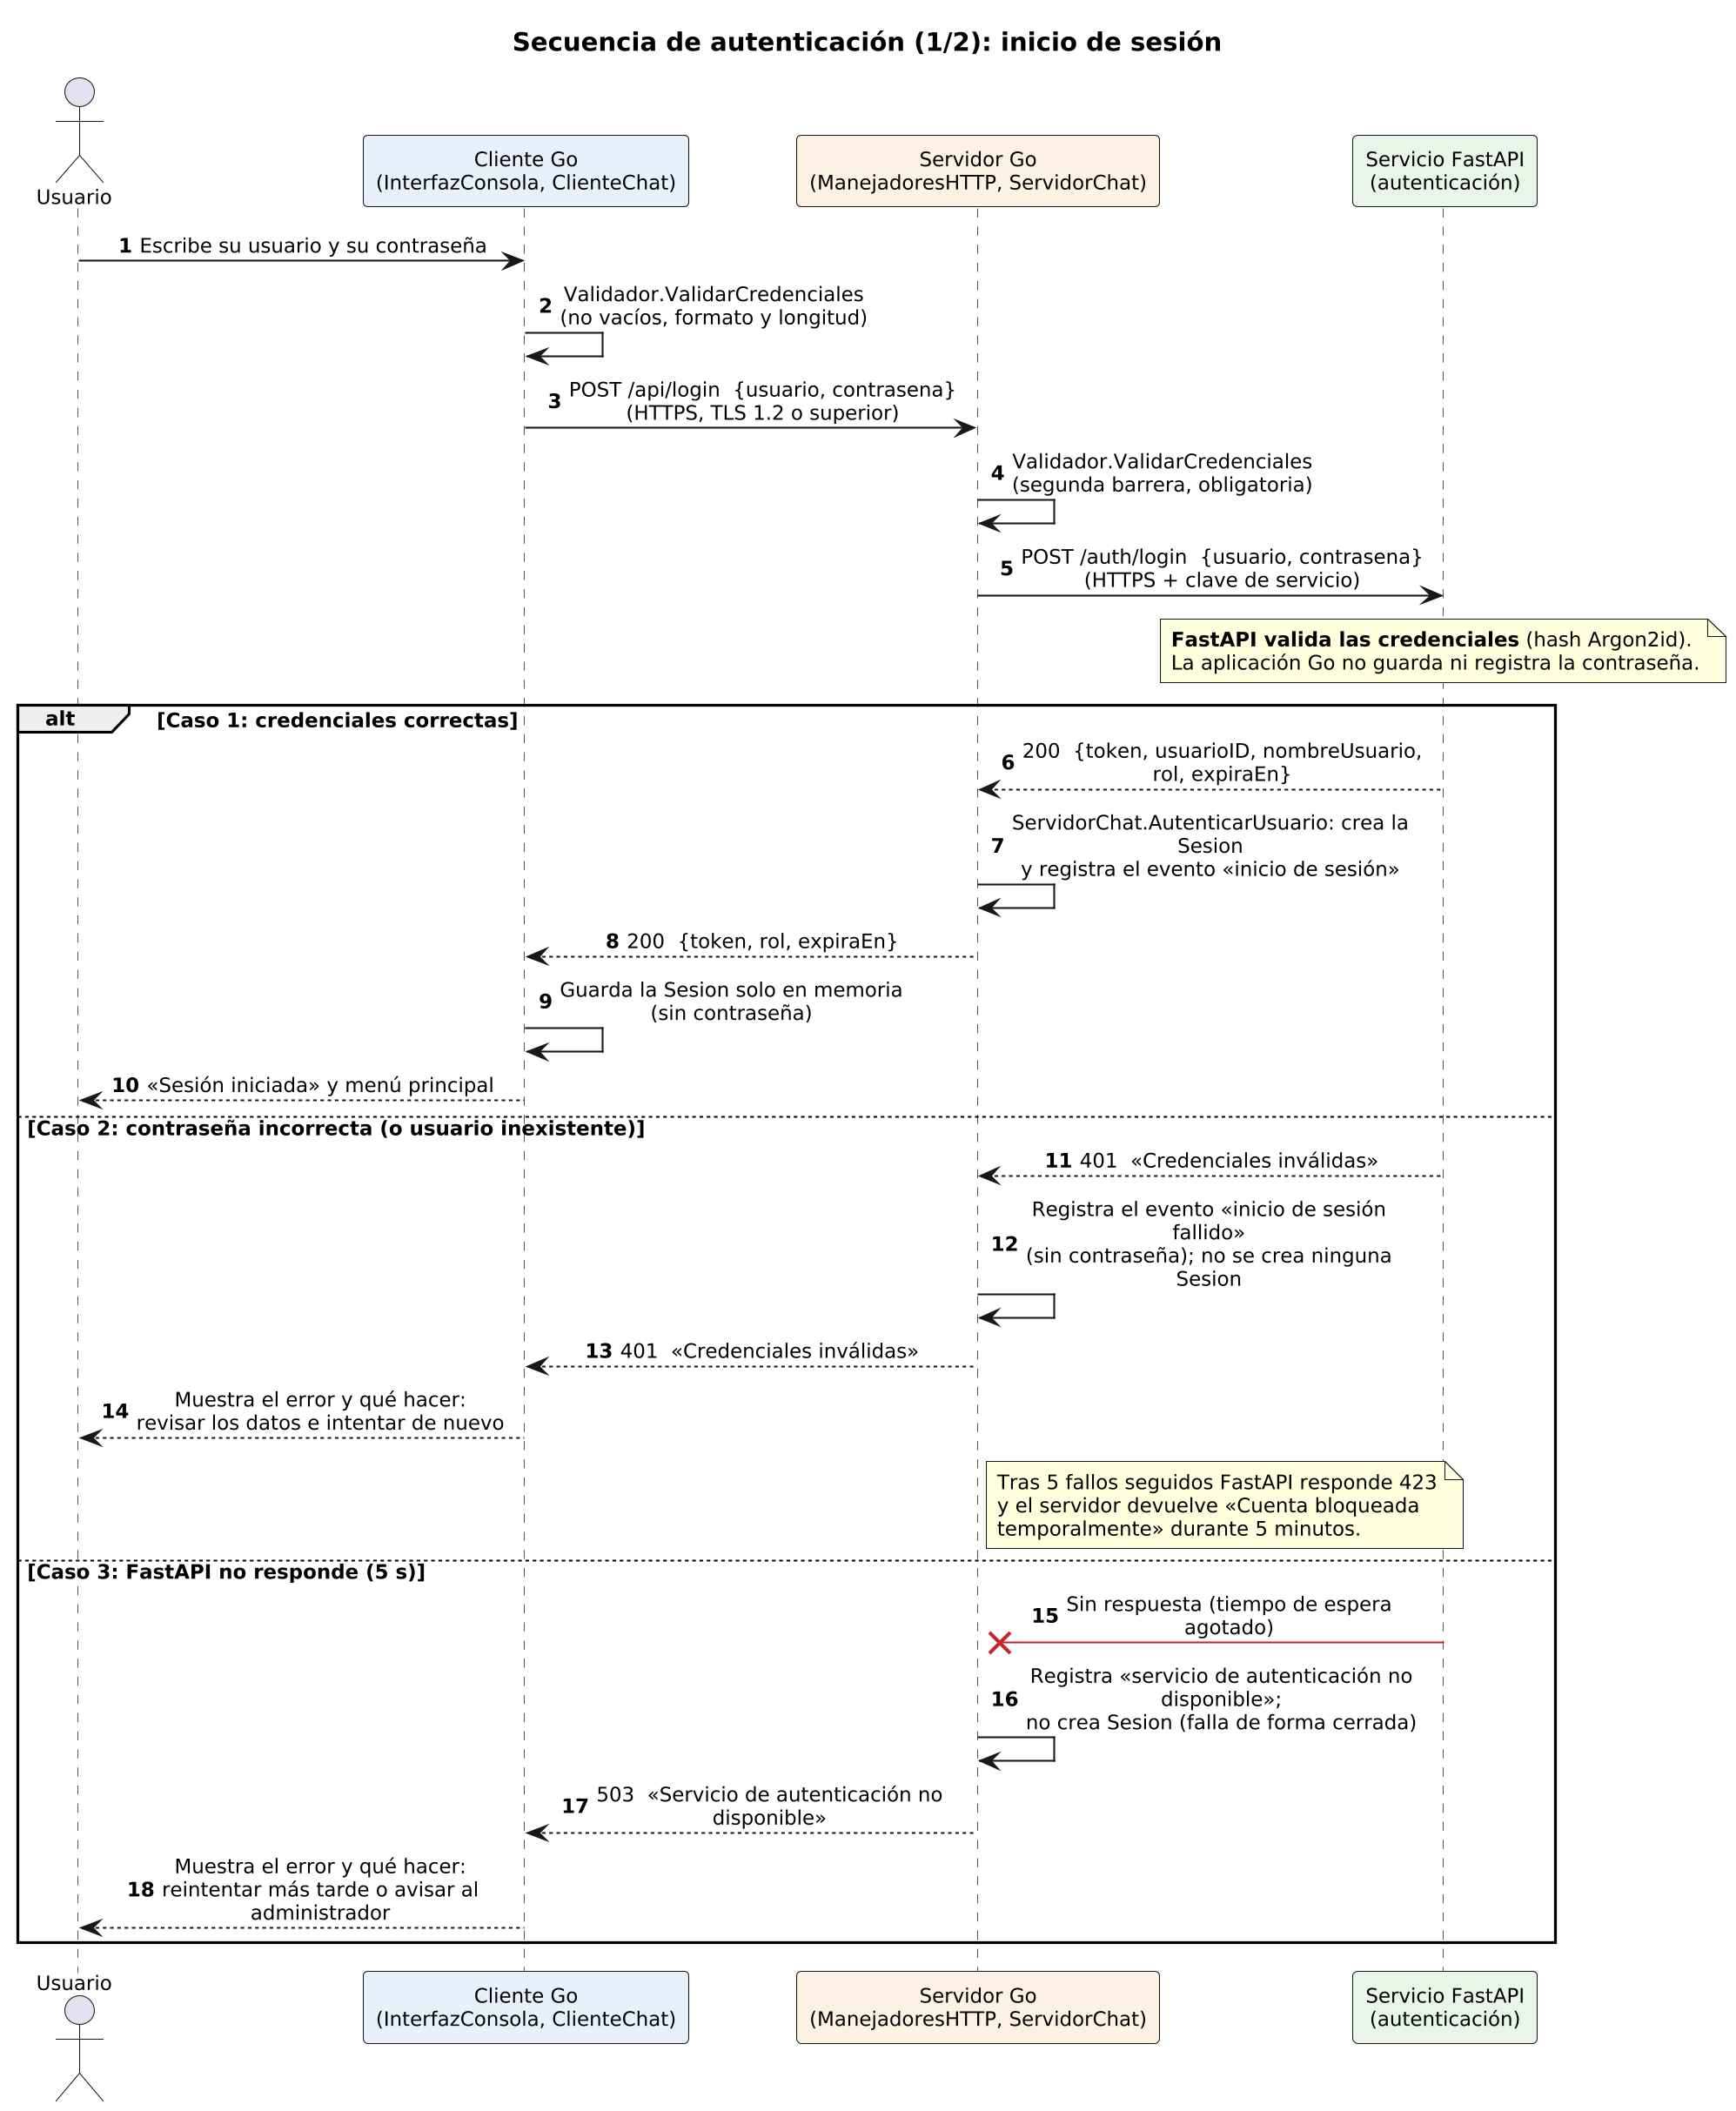 Secuencia de autenticación (1/2): inicio de sesión
Usuario
Cliente Go
(InterfazConsola, ClienteChat)
Servidor Go
(ManejadoresHTTP, ServidorChat)
Servicio FastAPI
(autenticación)
1 Escribe su usuario y su contraseña
2 Validador.ValidarCredenciales
(no vacíos, formato y longitud)
3 POST /api/login {usuario, contrasena}
(HTTPS, TLS 1.2 o superior)
4 Validador.ValidarCredenciales
(segunda barrera, obligatoria)
5 POST /auth/login {usuario, contrasena}
(HTTPS + clave de servicio)
FastAPI valida las credenciales (hash Argon2id).
La aplicación Go no guarda ni registra la contraseña.
alt [Caso 1: credenciales correctas]
6 200 {token, usuarioID, nombreUsuario,
rol, expiraEn}
7 ServidorChat.AutenticarUsuario: crea la
Sesion
y registra el evento «inicio de sesión»
8 200 {token, rol, expiraEn}
9 Guarda la Sesion solo en memoria
(sin contraseña)
10 «Sesión iniciada» y menú principal
[Caso 2: contraseña incorrecta (o usuario inexistente)]
11 401 «Credenciales inválidas»
12 Registra el evento «inicio de sesión
fallido»
(sin contraseña); no se crea ninguna
Sesion
13 401 «Credenciales inválidas»
14 Muestra el error y qué hacer:
revisar los datos e intentar de nuevo
Tras 5 fallos seguidos FastAPI responde 423
y el servidor devuelve «Cuenta bloqueada
temporalmente» durante 5 minutos.
[Caso 3: FastAPI no responde (5 s)]
15 Sin respuesta (tiempo de espera
agotado)
16 Registra «servicio de autenticación no
disponible»;
no crea Sesion (falla de forma cerrada)
17 503 «Servicio de autenticación no
disponible»
18 Muestra el error y qué hacer:
reintentar más tarde o avisar al
administrador
Usuario
Cliente Go
(InterfazConsola, ClienteChat)
Servidor Go
(ManejadoresHTTP, ServidorChat)
Servicio FastAPI
(autenticación)